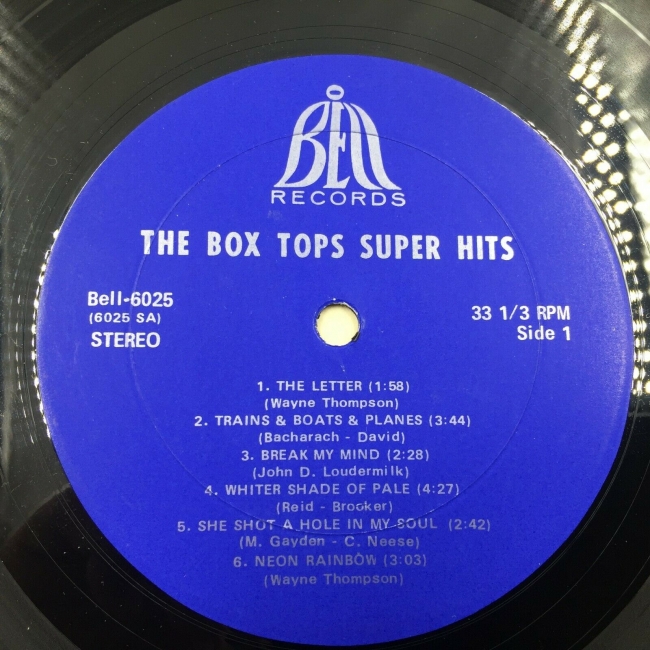 BELL
RECORDS
THE BOX TOPS SUPER HITS
Bell-6025
(6025 SA)
STEREO
33 1/3 RPM
Side 1
1. THE LETTER (1:58)
(Wayne Thompson)
2. TRAINS & BOATS & PLANES (3:44)
(Bacharach - David)
3. BREAK MY MIND (2:28)
(John D. Loudermilk)
4. WHITER SHADE OF PALE (4:27)
(Reid - Brooker)
5. SHE SHOT A HOLE IN MY SOUL (2:42)
(M. Gayden - C. Neese)
6. NEON RAINBOW (3:03)
(Wayne Thompson)